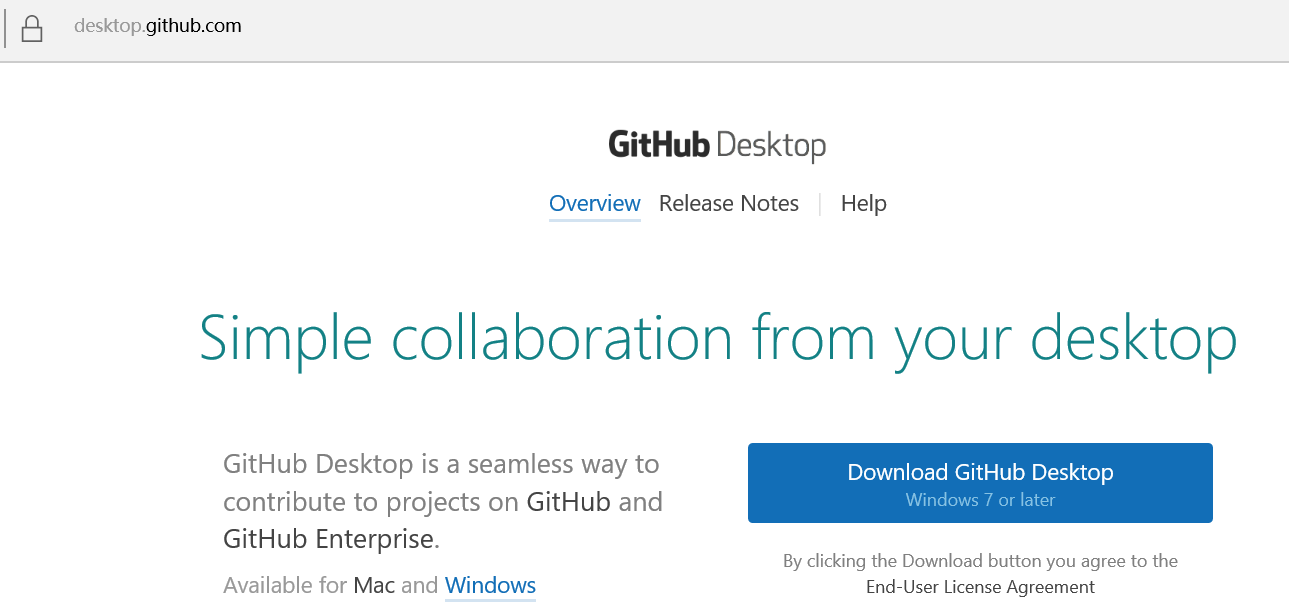 desktop.github.com
GitHub Desktop
Overview Release Notes Help
Simple collaboration from your desktop
GitHub Desktop is a seamless way to
contribute to projects on GitHub and
GitHub Enterprise.
Available for Mac and Windows
Download GitHub Desktop
Windows 7 or later
By clicking the Download button you agree to the
End-User License Agreement